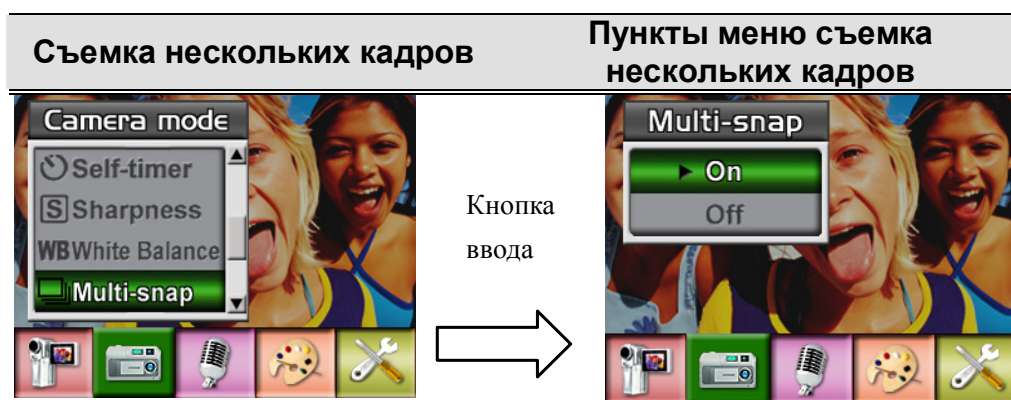 Съемка нескольких кадров
Пункты меню съемка
нескольких кадров
Camera mode
Self-timer
S Sharpness
WB White Balance
Multi-snap
Кнопка
ввода
Multi-snap
On
Off